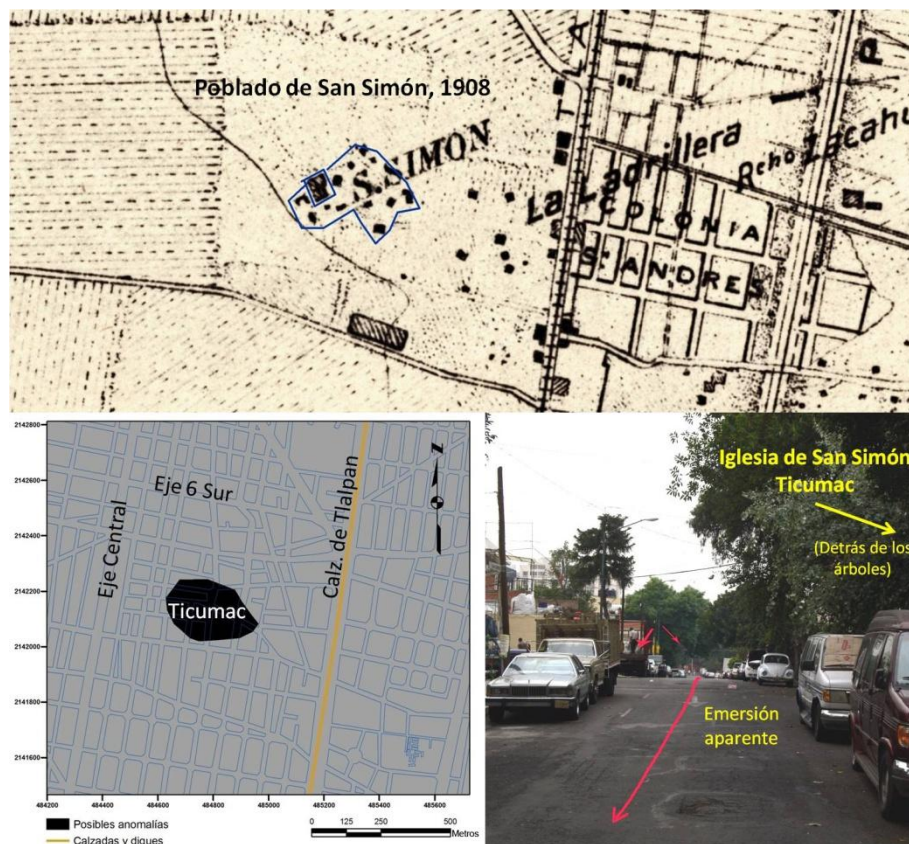 Poblado de San Simón, 1908
S. SIMON
La Ladrillera
Rcho Zacahu
COLONIA
S. ANDRES
T
A
P
2142800
2142600
2142400
2142200
2142000
2141800
2141600
Eje 6 Sur
Eje Central
Calz. de Tlalpan
Z
Ticumac
484200 484400 484600 484800 485000 485200 485400 485600
Posibles anomalías
Calzadas y diques
0 125 250 500
Metros
Iglesia de San Simón
Ticumac
(Detrás de los
árboles)
Emersión
aparente